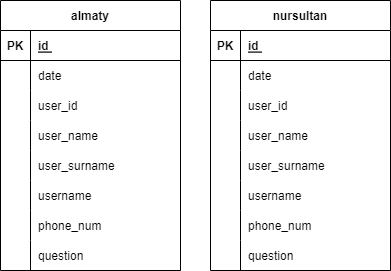 almaty
PK id
date
user_id
user_name
user_surname
username
phone_num
question
nursultan
PK id
date
user_id
user_name
user_surname
username
phone_num
question